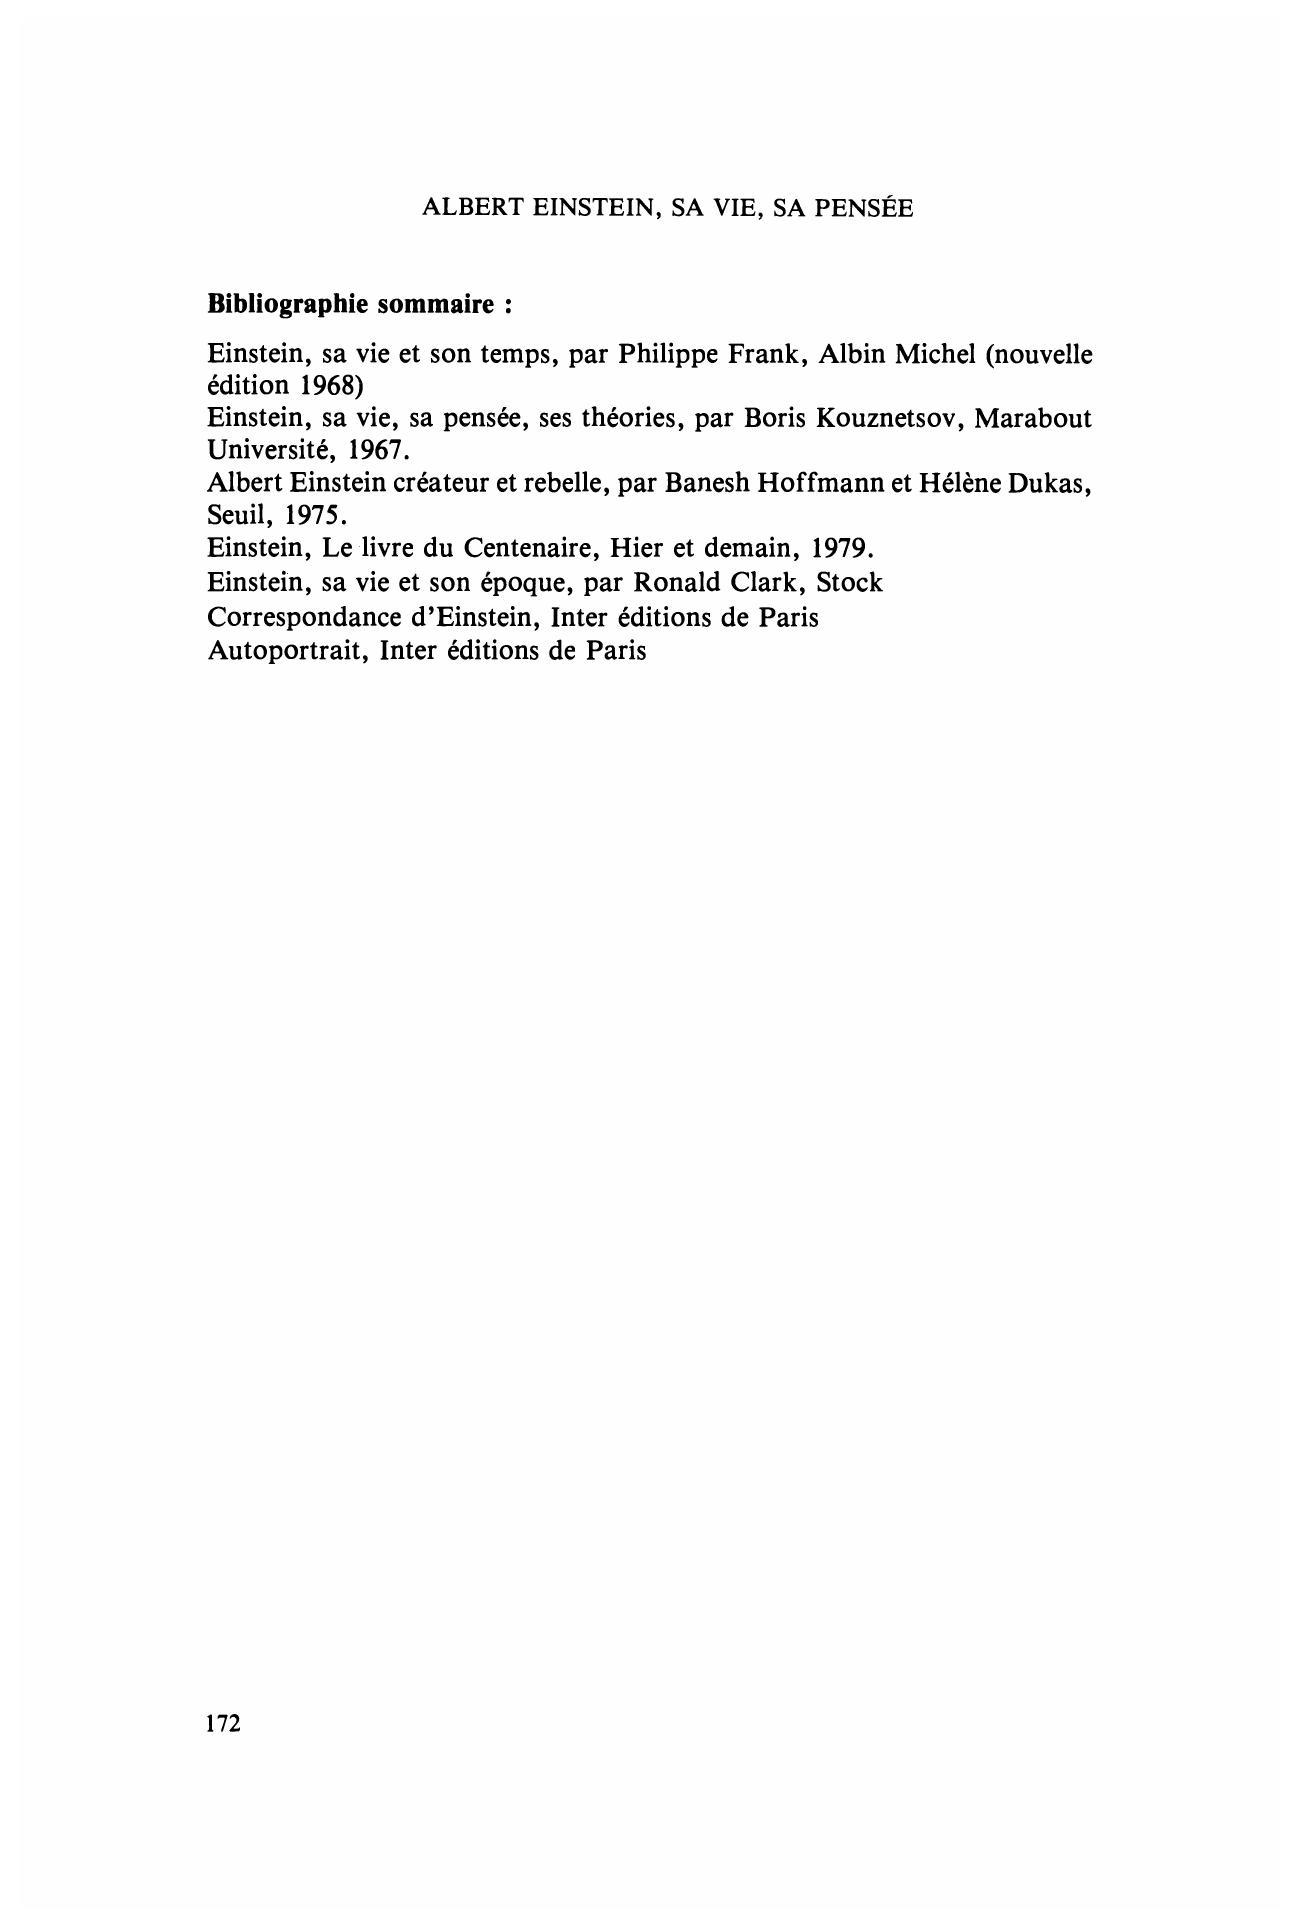 ALBERT EINSTEIN, SA VIE, SA PENSÉE
Bibliographie sommaire :
Einstein, sa vie et son temps, par Philippe Frank, Albin Michel (nouvelle
édition 1968)
Einstein, sa vie, sa pensée, ses théories, par Boris Kouznetsov, Marabout
Université, 1967.
Albert Einstein créateur et rebelle, par Banesh Hoffmann et Hélène Dukas,
Seuil, 1975.
Einstein, Le livre du Centenaire, Hier et demain, 1979.
Einstein, sa vie et son époque, par Ronald Clark, Stock
Correspondance d'Einstein, Inter éditions de Paris
Autoportrait, Inter éditions de Paris
172